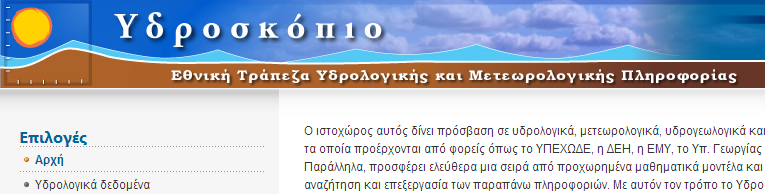 Υδροσκόπιο
Εθνική Τράπεζα Υδρολογικής και Μετεωρολογικής Πληροφορίας
Επιλογές
Αρχή
Υδρολογικά δεδομένα
Ο ιστοχώρος αυτός δίνει πρόσβαση σε υδρολογικά, μετεωρολογικά, υδρογεωλογικά και
τα οποία προέρχονται από φορείς όπως το ΥΠΕΧΩΔΕ, η ΔΕΗ, η ΕΜΥ, το Υπ. Γεωργίας
Παράλληλα, προσφέρει ελεύθερα μια σειρά από προχωρημένα μαθηματικά μοντέλα και
αναζήτηση και επεξεργασία των παραπάνω πληροφοριών. Με αυτόν τον τρόπο το Υδρο